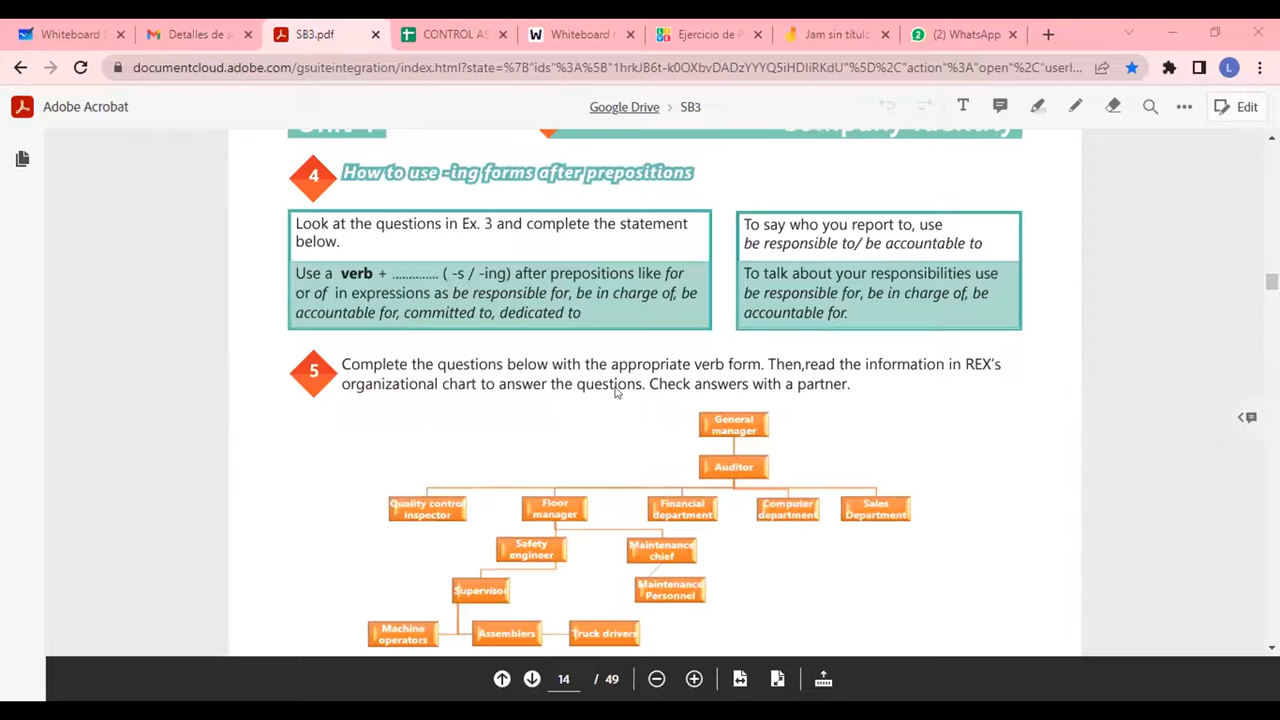 Whiteboard
Detalles de s
SB3.pdf
CONTROL AS
Whiteboard
Ejercicio de P
Jam sin título
(2) WhatsApp
documentcloud.adobe.com/gsuiteintegration/index.html?state=%7B"ids"%3A%5B"1hrkJB6t-k0OXbvDADzYYYQ5iHDIiRKdU"%5D%2C"action"%3A"open"%2C"userI...
L
Adobe Acrobat
Google Drive
SB3
Edit
Company Identity
4 How to use -ing forms after prepositions
Look at the questions in Ex. 3 and complete the statement
below.
Use a verb + .............. ( -s / -ing) after prepositions like for
or of in expressions as be responsible for, be in charge of, be
accountable for, committed to, dedicated to
To say who you report to, use
be responsible to/ be accountable to
To talk about your responsibilities use
be responsible for, be in charge of, be
accountable for.
5 Complete the questions below with the appropriate verb form. Then,read the information in REX's
organizational chart to answer the questions. Check answers with a partner.
General
manager
Auditor
Quality control
inspector
Floor
manager
Financial
department
Computer
department
Sales
Department
Safety
engineer
Maintenance
chief
Supervisor
Maintenance
Personnel
Machine
operators
Assemblers
Truck drivers
14 / 49